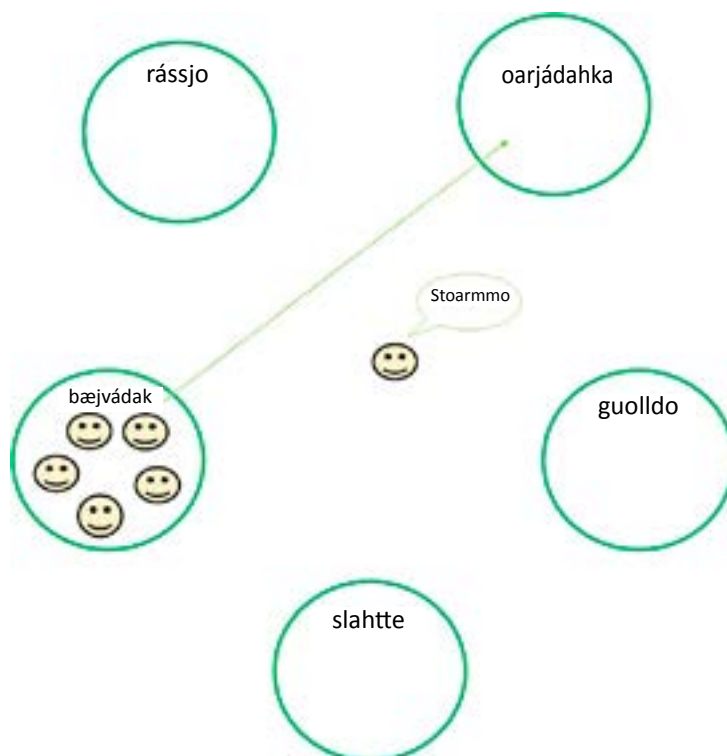 rássjo
oarjádahka
Stoarmmo
bæjvádak
guolldo
slahtte